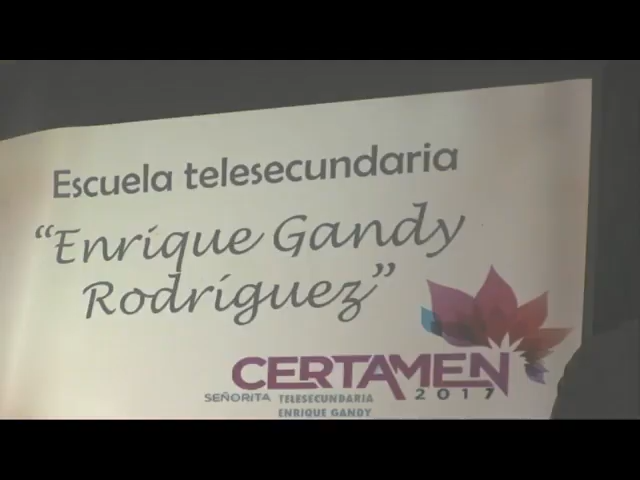 Escuela telesecundaria
"Enrique Gandy
Rodríguez"
CERTAMEN
2017
SEÑORITA TELESECUNDARIA
ENRIQUE GANDY